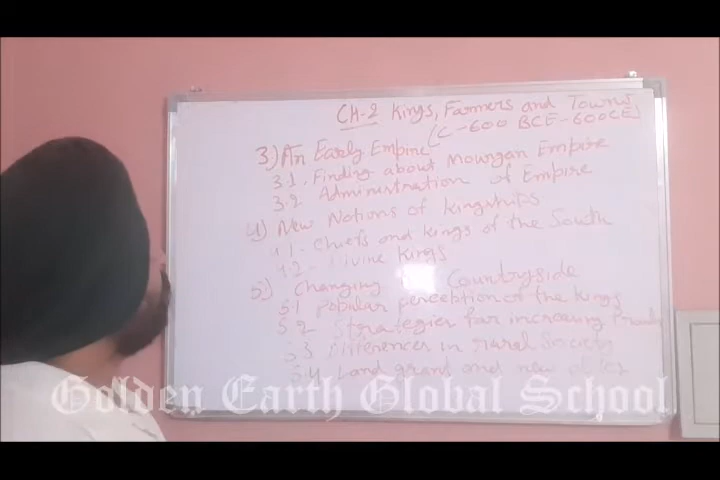 CH-2 Kings, Farmers and Towns
(C-600 BCE-600CE)
3) An Early Empire
3.1. Finding about Mouryan Empire
3.2 Administration of Empire
4) New Notions of kingships
4.1- Chiefs and kings of the South
4.2- Divine kings
5) Changing Countryside
5.1 Popular perception of the kings
5.2 Strategies for increasing
5.3 Differences in rural Society
5.4 Land grant and new
Golden Earth Global School